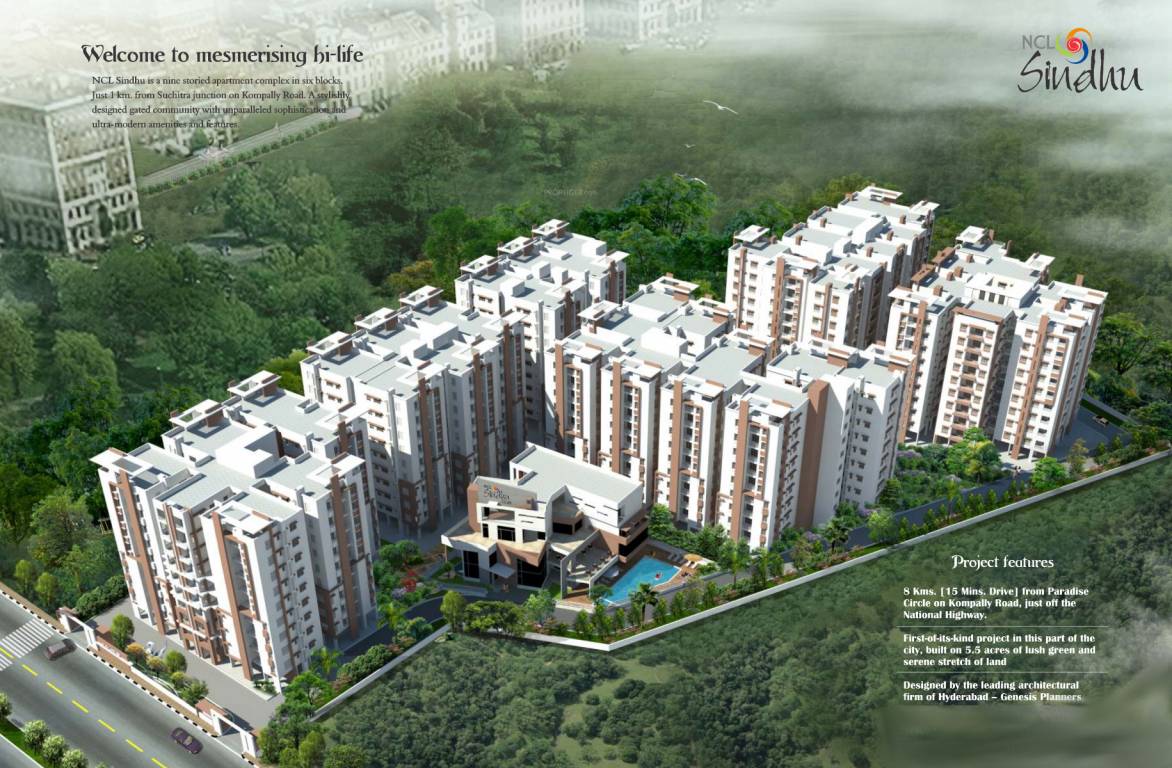 Welcome to mesmerising hi-life
NCL Sindhu is a nine storied apartment complex in six blocks.
Just 1 km. from Suchitra junction on Kompally Road. A stylishly
designed gated community with unparalleled sophistication and
ultra-modern amenities and features.
NCL
Sindhu
PROPTIGER.com
Sindhu
Project features
8 Kms. [15 Mins. Drive] from Paradise
Circle on Kompally Road, just off the
National Highway.
First-of-its-kind project in this part of the
city, built on 5.5 acres of lush green and
serene stretch of land
Designed by the leading architectural
firm of Hyderabad – Genesis Planners